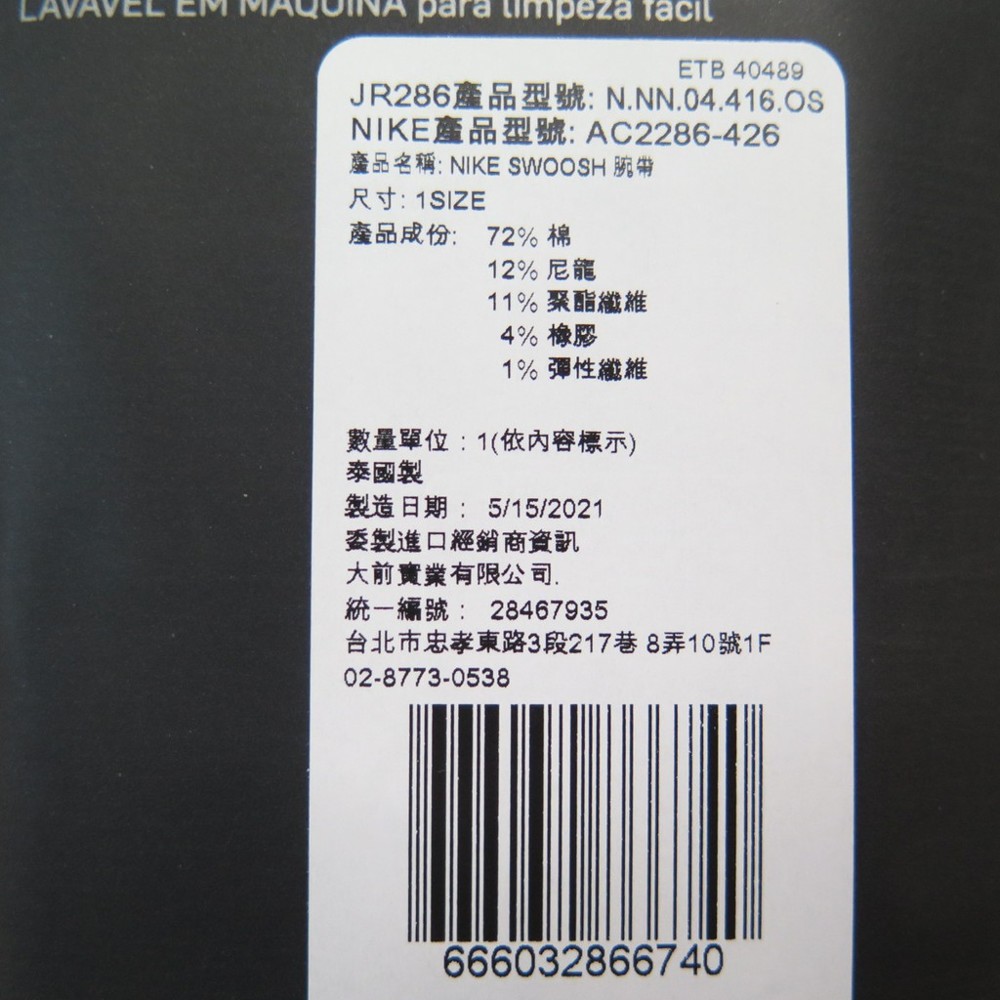 LAVÁVEL EM MÁQUINA para limpeza fácil
ETB 40489
JR286產品型號: N.NN.04.416.OS
NIKE產品型號: AC2286-426
產品名稱: NIKE SWOOSH 腕帶
尺寸: 1SIZE
產品成份: 72% 棉
12% 尼龍
11% 聚酯纖維
4% 橡膠
1% 彈性纖維
數量單位 : 1(依內容標示)
泰國製
製造日期 : 5/15/2021
委製進口經銷商資訊
大前實業有限公司.
統一編號 : 28467935
台北市忠孝東路3段217巷 8弄10號1F
02-8773-0538
666032866740